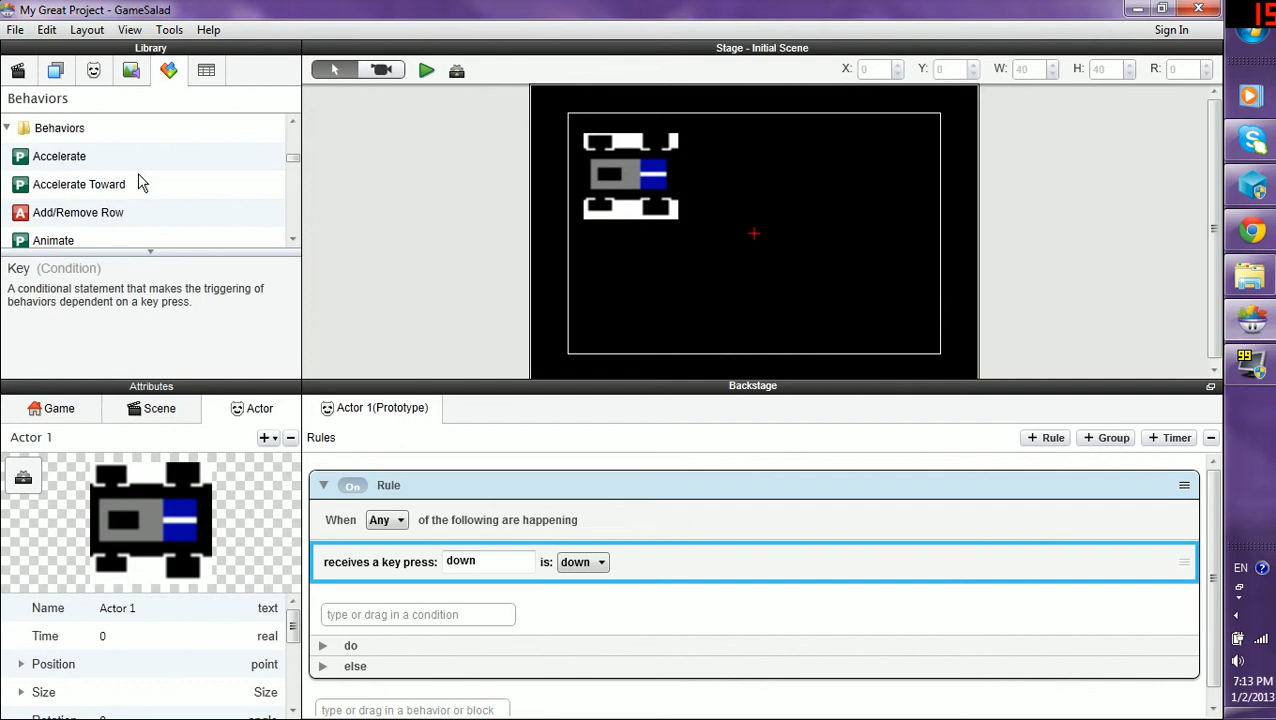 My Great Project - GameSalad
File Edit Layout View Tools Help
Sign In
Library
Stage - Initial Scene
X: 0 Y: 0 W: 40 H: 40 R: 0
Behaviors
Behaviors
P Accelerate
P Accelerate Toward
A Add/Remove Row
P Animate
Key (Condition)
A conditional statement that makes the triggering of
behaviors dependent on a key press.
Attributes
Backstage
Game Scene Actor
Actor 1(Prototype)
Actor 1
Rules
+ Rule + Group + Timer
On Rule
When Any of the following are happening
receives a key press: down is: down
type or drag in a condition
do
else
type or drag in a behavior or block
Name Actor 1 text
Time 0 real
Position point
Size Size
15
99
EN
7:13 PM
1/2/2013